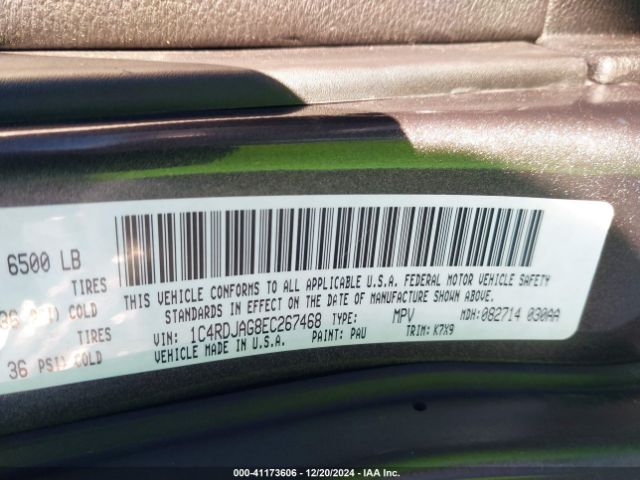 6500 LB
TIRES
COLD
TIRES
36 PSI) COLD
THIS VEHICLE CONFORMS TO ALL APPLICABLE U.S.A. FEDERAL MOTOR VEHICLE SAFETY
STANDARDS IN EFFECT ON THE DATE OF MANUFACTURE SHOWN ABOVE.
VIN: 1C4RDJAG8EC267468 TYPE: MPV MDH: 082714 030AA
VEHICLE MADE IN U.S.A. PAINT: PAU TRIM: K7X9
00-41173606 - 12/20/2024 - IAA Inc.